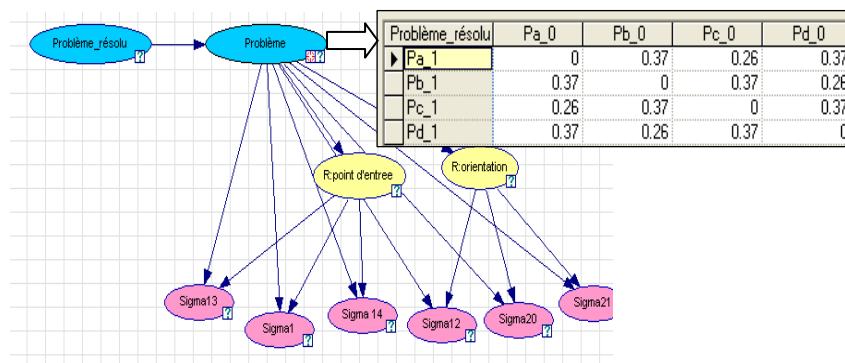 Problème_résolu
Problème
Problème_résolu Pa_0 Pb_0 Pc_0 Pd_0
Pa_1 0 0.37 0.26 0.37
Pb_1 0.37 0 0.37 0.26
Pc_1 0.26 0.37 0 0.37
Pd_1 0.37 0.26 0.37 0
R:point d'entree
R:orientation
Sigma13
Sigma1
Sigma 14
Sigma12
Sigma20
Sigma21